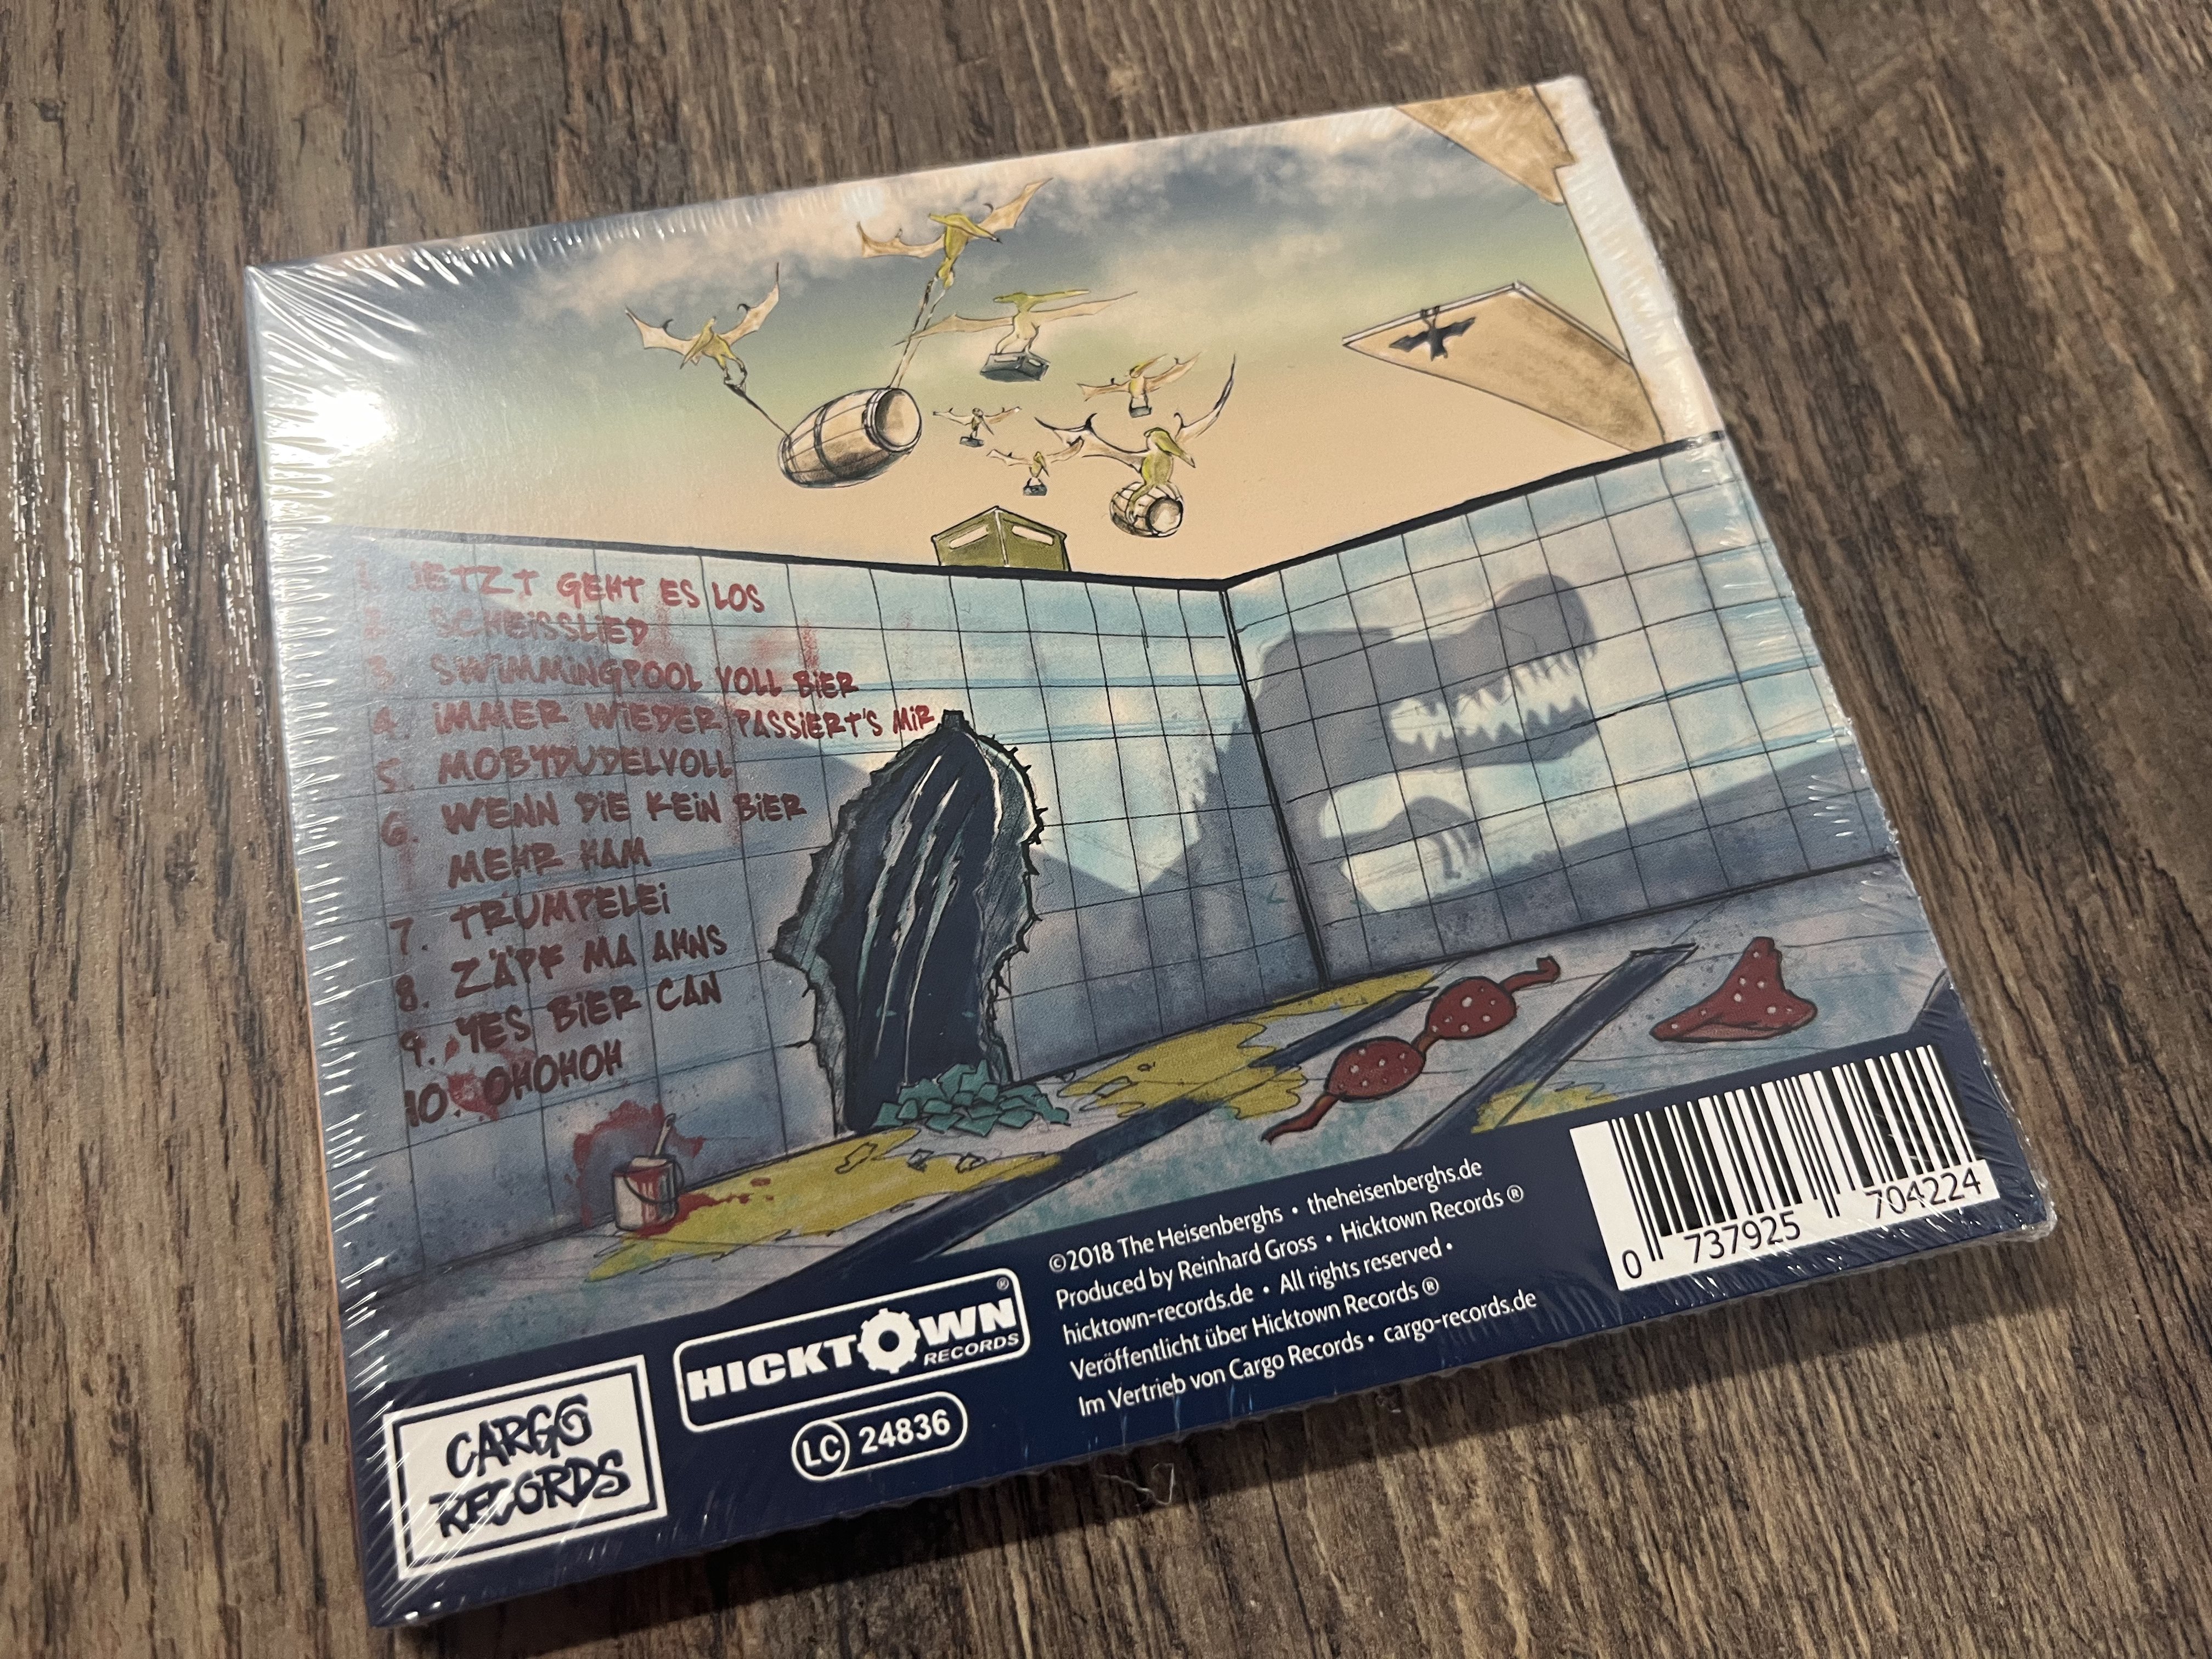 1. JETZT GEHT ES LOS
2. SCHEISSLIED
3. SWIMMINGPOOL VOLL BIER
4. IMMER WIEDER PASSIERT'S MIR
5. MOBYDUDELVOLL
6. WENN DIE KEIN BIER
MEHR HAM
7. TRUMPELEI
8. ZÄPF MA AHNS
9. YES BIER CAN
10. OHOHOH
©2018 The Heisenberghs • theheisenberghs.de
Produced by Reinhard Gross • Hicktown Records ®
hicktown-records.de • All rights reserved •
Veröffentlicht über Hicktown Records ®
Im Vertrieb von Cargo Records • cargo-records.de
0 737925 704224
HICKTOWN ®
RECORDS
LC 24836
CARGO
RECORDS